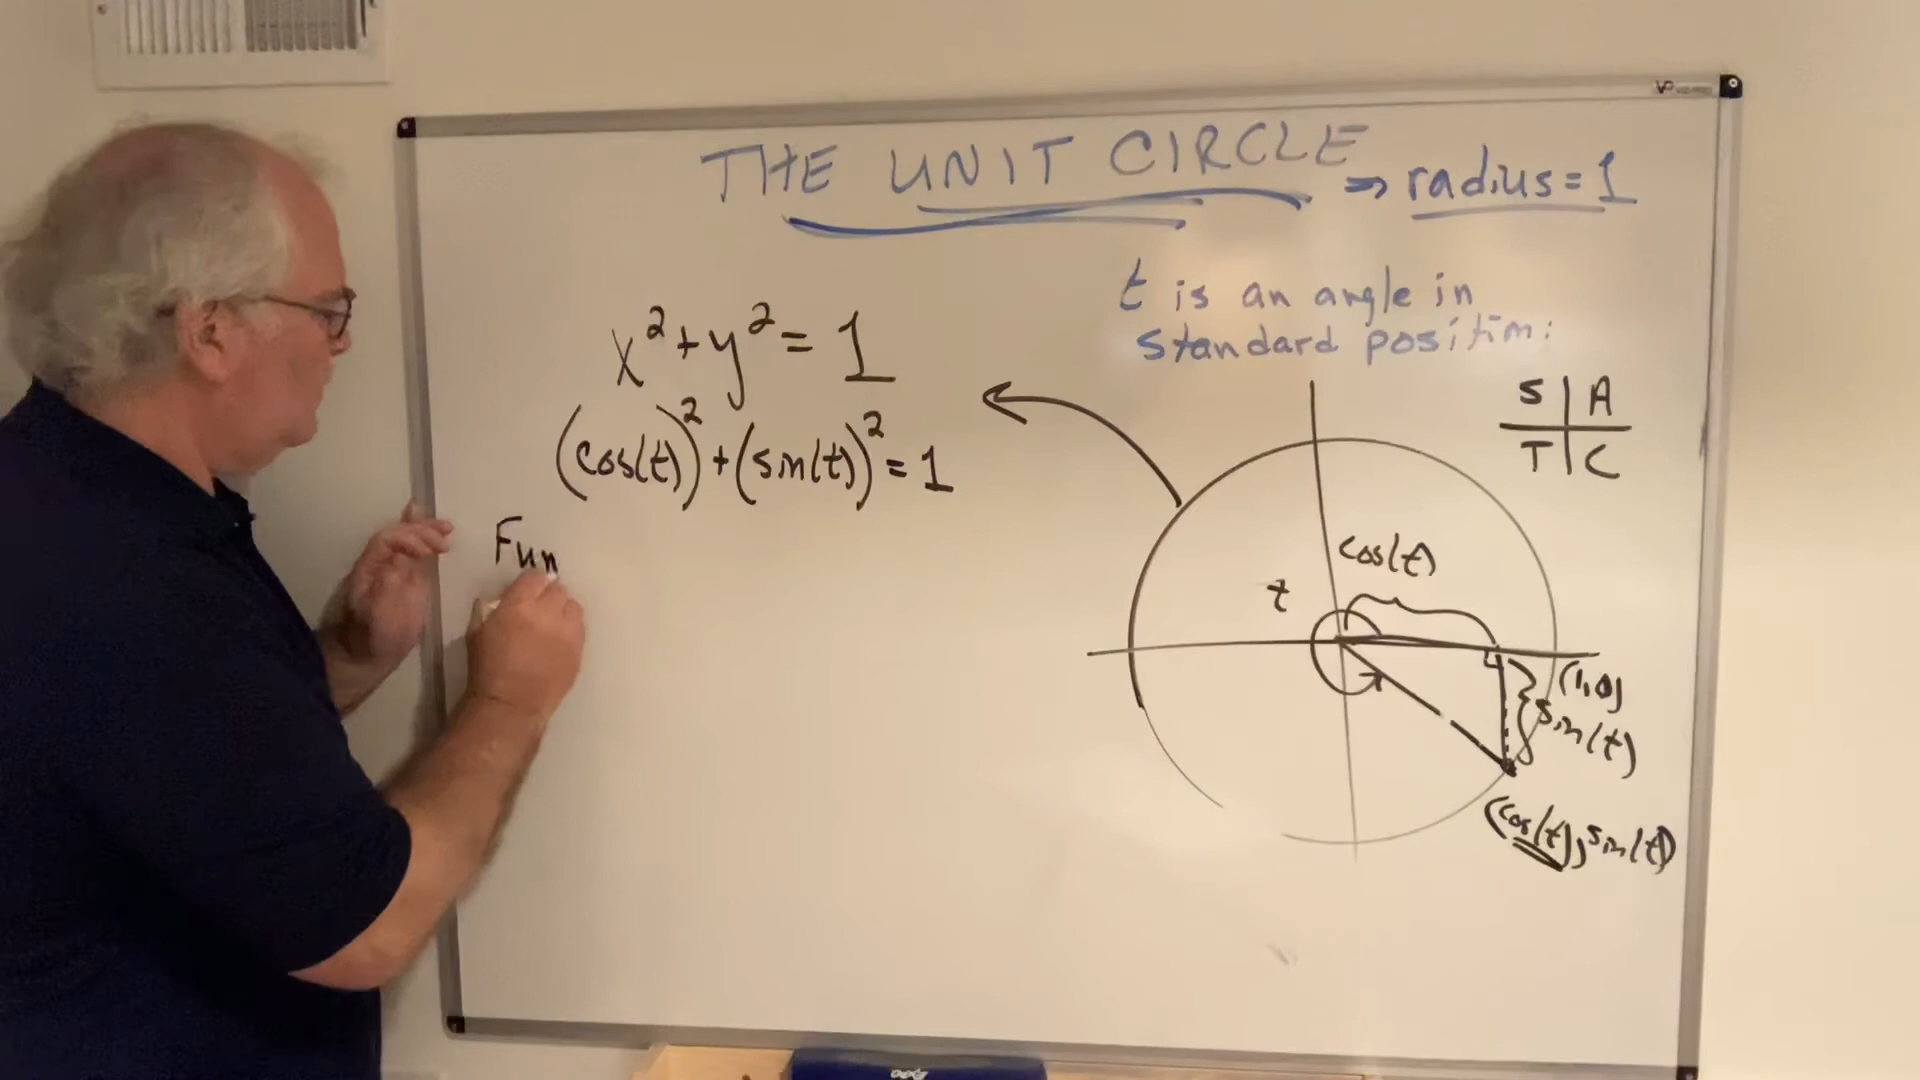 THE UNIT CIRCLE => radius = 1
t is an angle in
standard position:
x² + y² = 1
(cos(t))² + (sin(t))² = 1
Fun
S A
T C
cos(t)
t
(1,0)
sin(t)
(cos(t), sin(t))